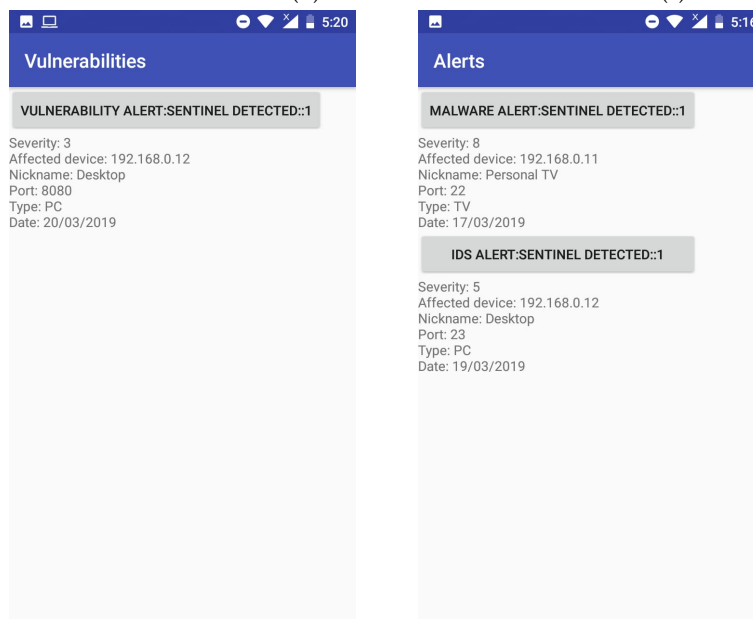 5:20
Vulnerabilities
VULNERABILITY ALERT:SENTINEL DETECTED::1
Severity: 3
Affected device: 192.168.0.12
Nickname: Desktop
Port: 8080
Type: PC
Date: 20/03/2019
5:16
Alerts
MALWARE ALERT:SENTINEL DETECTED::1
Severity: 8
Affected device: 192.168.0.11
Nickname: Personal TV
Port: 22
Type: TV
Date: 17/03/2019
IDS ALERT:SENTINEL DETECTED::1
Severity: 5
Affected device: 192.168.0.12
Nickname: Desktop
Port: 23
Type: PC
Date: 19/03/2019